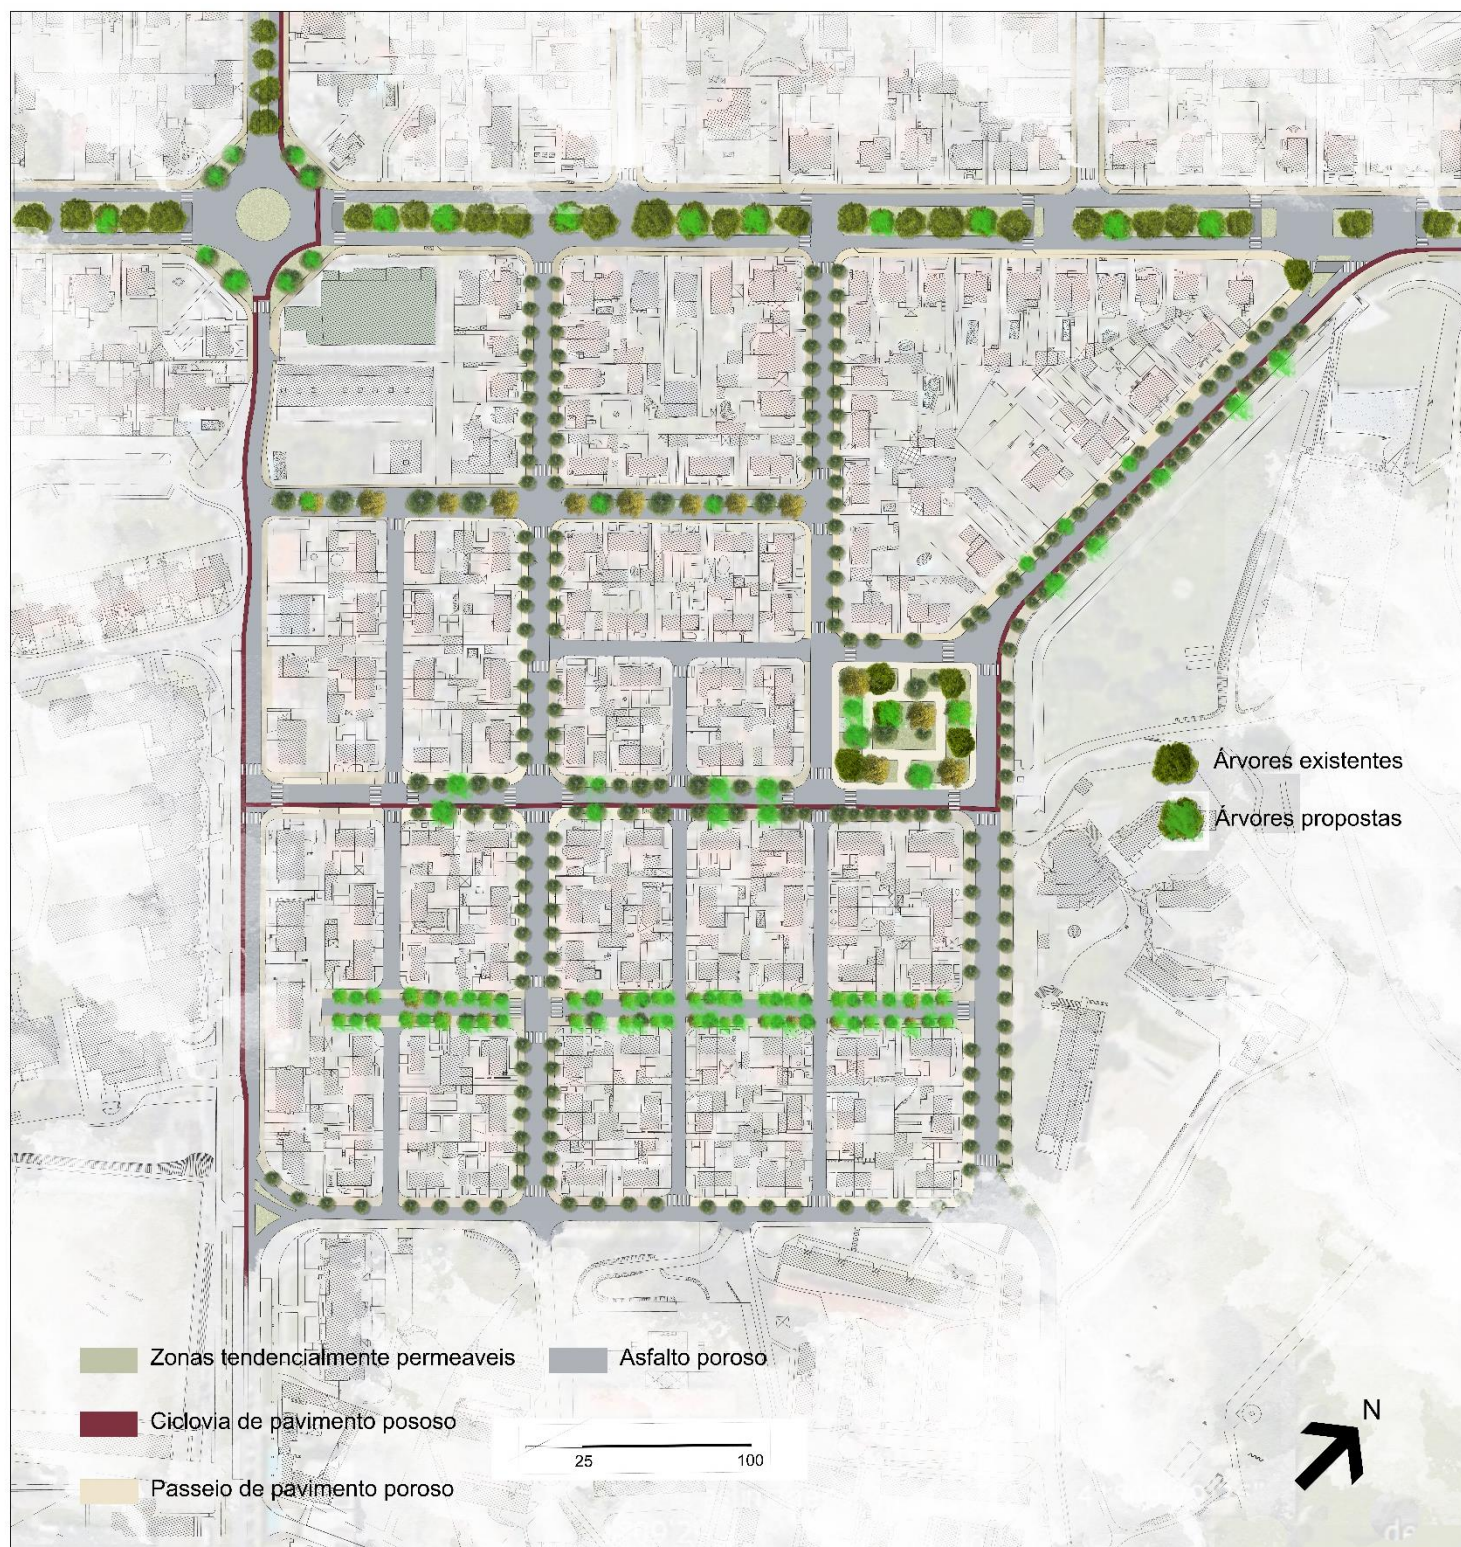 Árvores existentes
Árvores propostas
Zonas tendencialmente permeaveis
Asfalto poroso
Ciclovia de pavimento pososo
25
100
Passeio de pavimento poroso
N